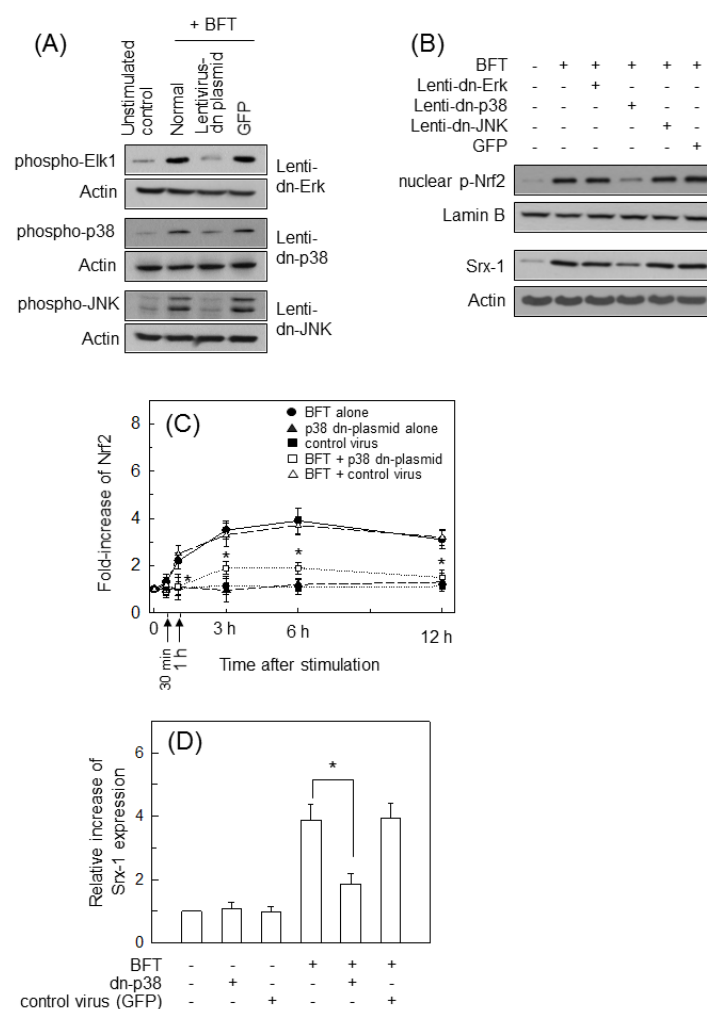 (A)
+ BFT
Unstimulated
control
Normal
Lentivirus-
dn plasmid
GFP
phospho-Elk1
Actin
Lenti-
dn-Erk
phospho-p38
Actin
Lenti-
dn-p38
phospho-JNK
Actin
Lenti-
dn-JNK
(B)
BFT - + + + + +
Lenti-dn-Erk - - + - - -
Lenti-dn-p38 - - - + - -
Lenti-dn-JNK - - - - + -
GFP - - - - - +
nuclear p-Nrf2
Lamin B
Srx-1
Actin
(C)
BFT alone
p38 dn-plasmid alone
control virus
BFT + p38 dn-plasmid
BFT + control virus
Fold-increase of Nrf2
8
6
4
2
0
* * * *
0 30 min 1 h 3 h 6 h 12 h
Time after stimulation
(D)
Relative increase of
Srx-1 expression
6
4
2
0
*
BFT - - - + + +
dn-p38 - + - - + -
control virus (GFP) - - + - - +